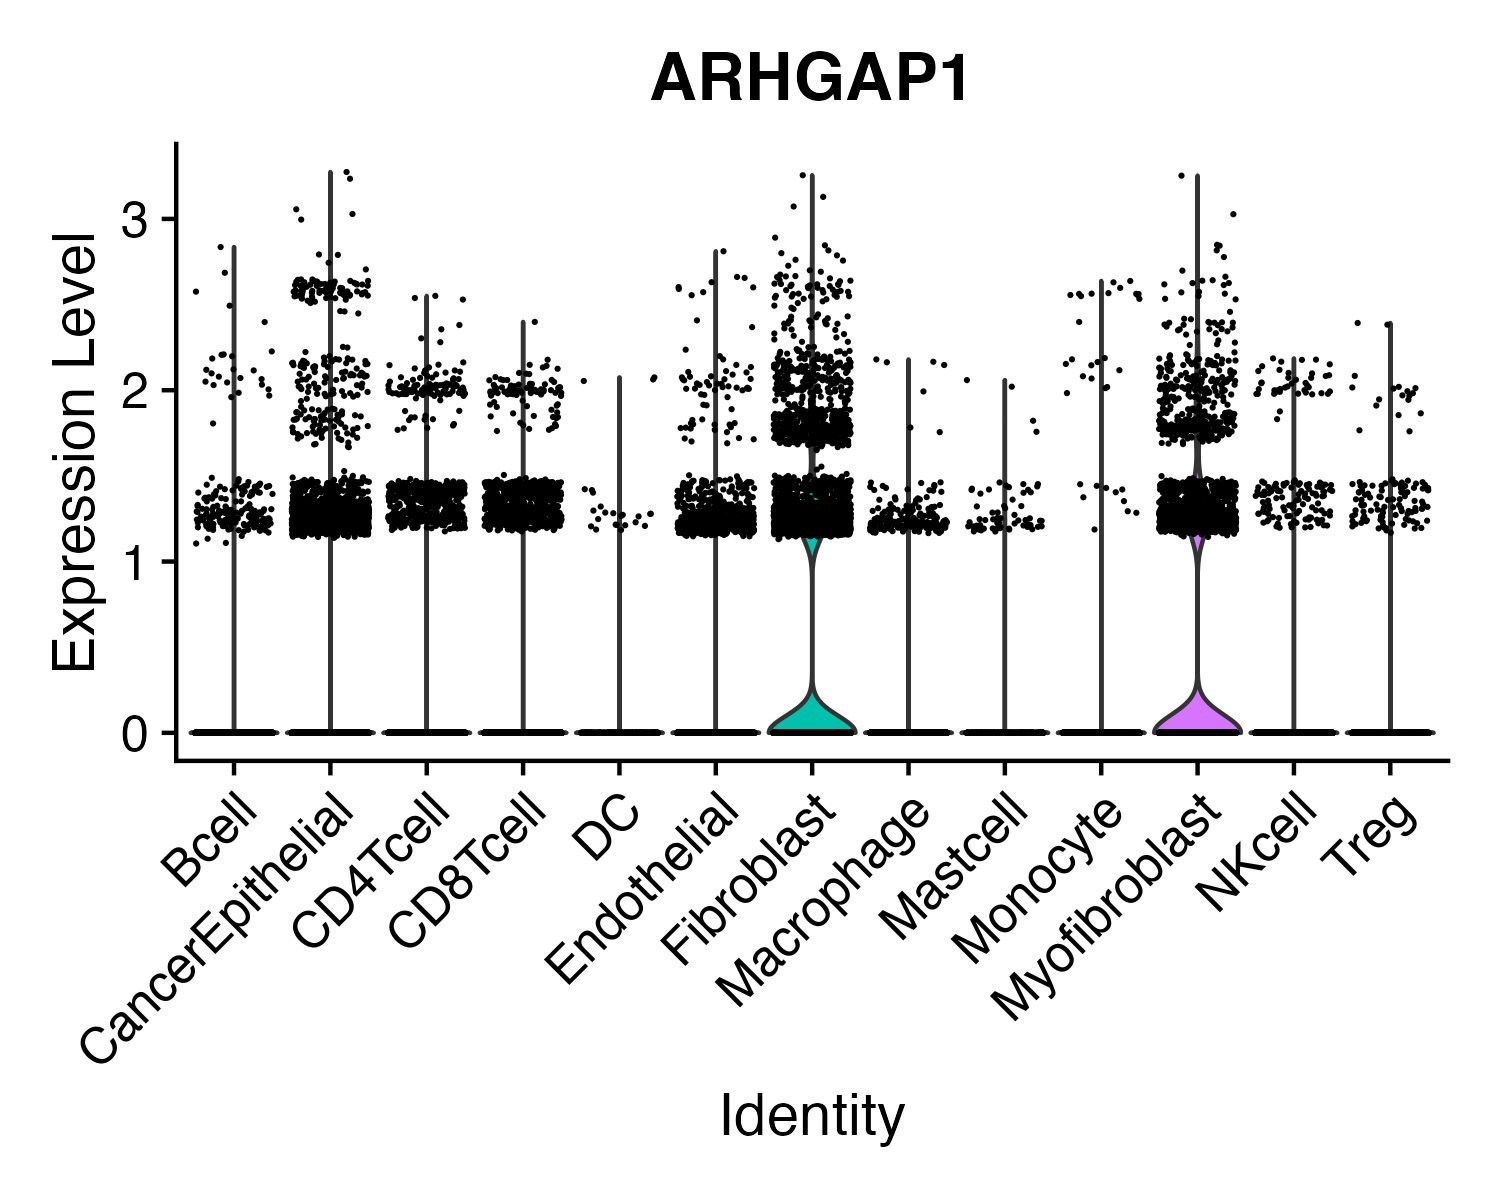 ARHGAP1
Expression Level
3
2
1
0
Bcell
CancerEpithelial
CD4Tcell
CD8Tcell
DC
Endothelial
Fibroblast
Macrophage
Mastcell
Monocyte
Myofibroblast
NKcell
Treg
Identity